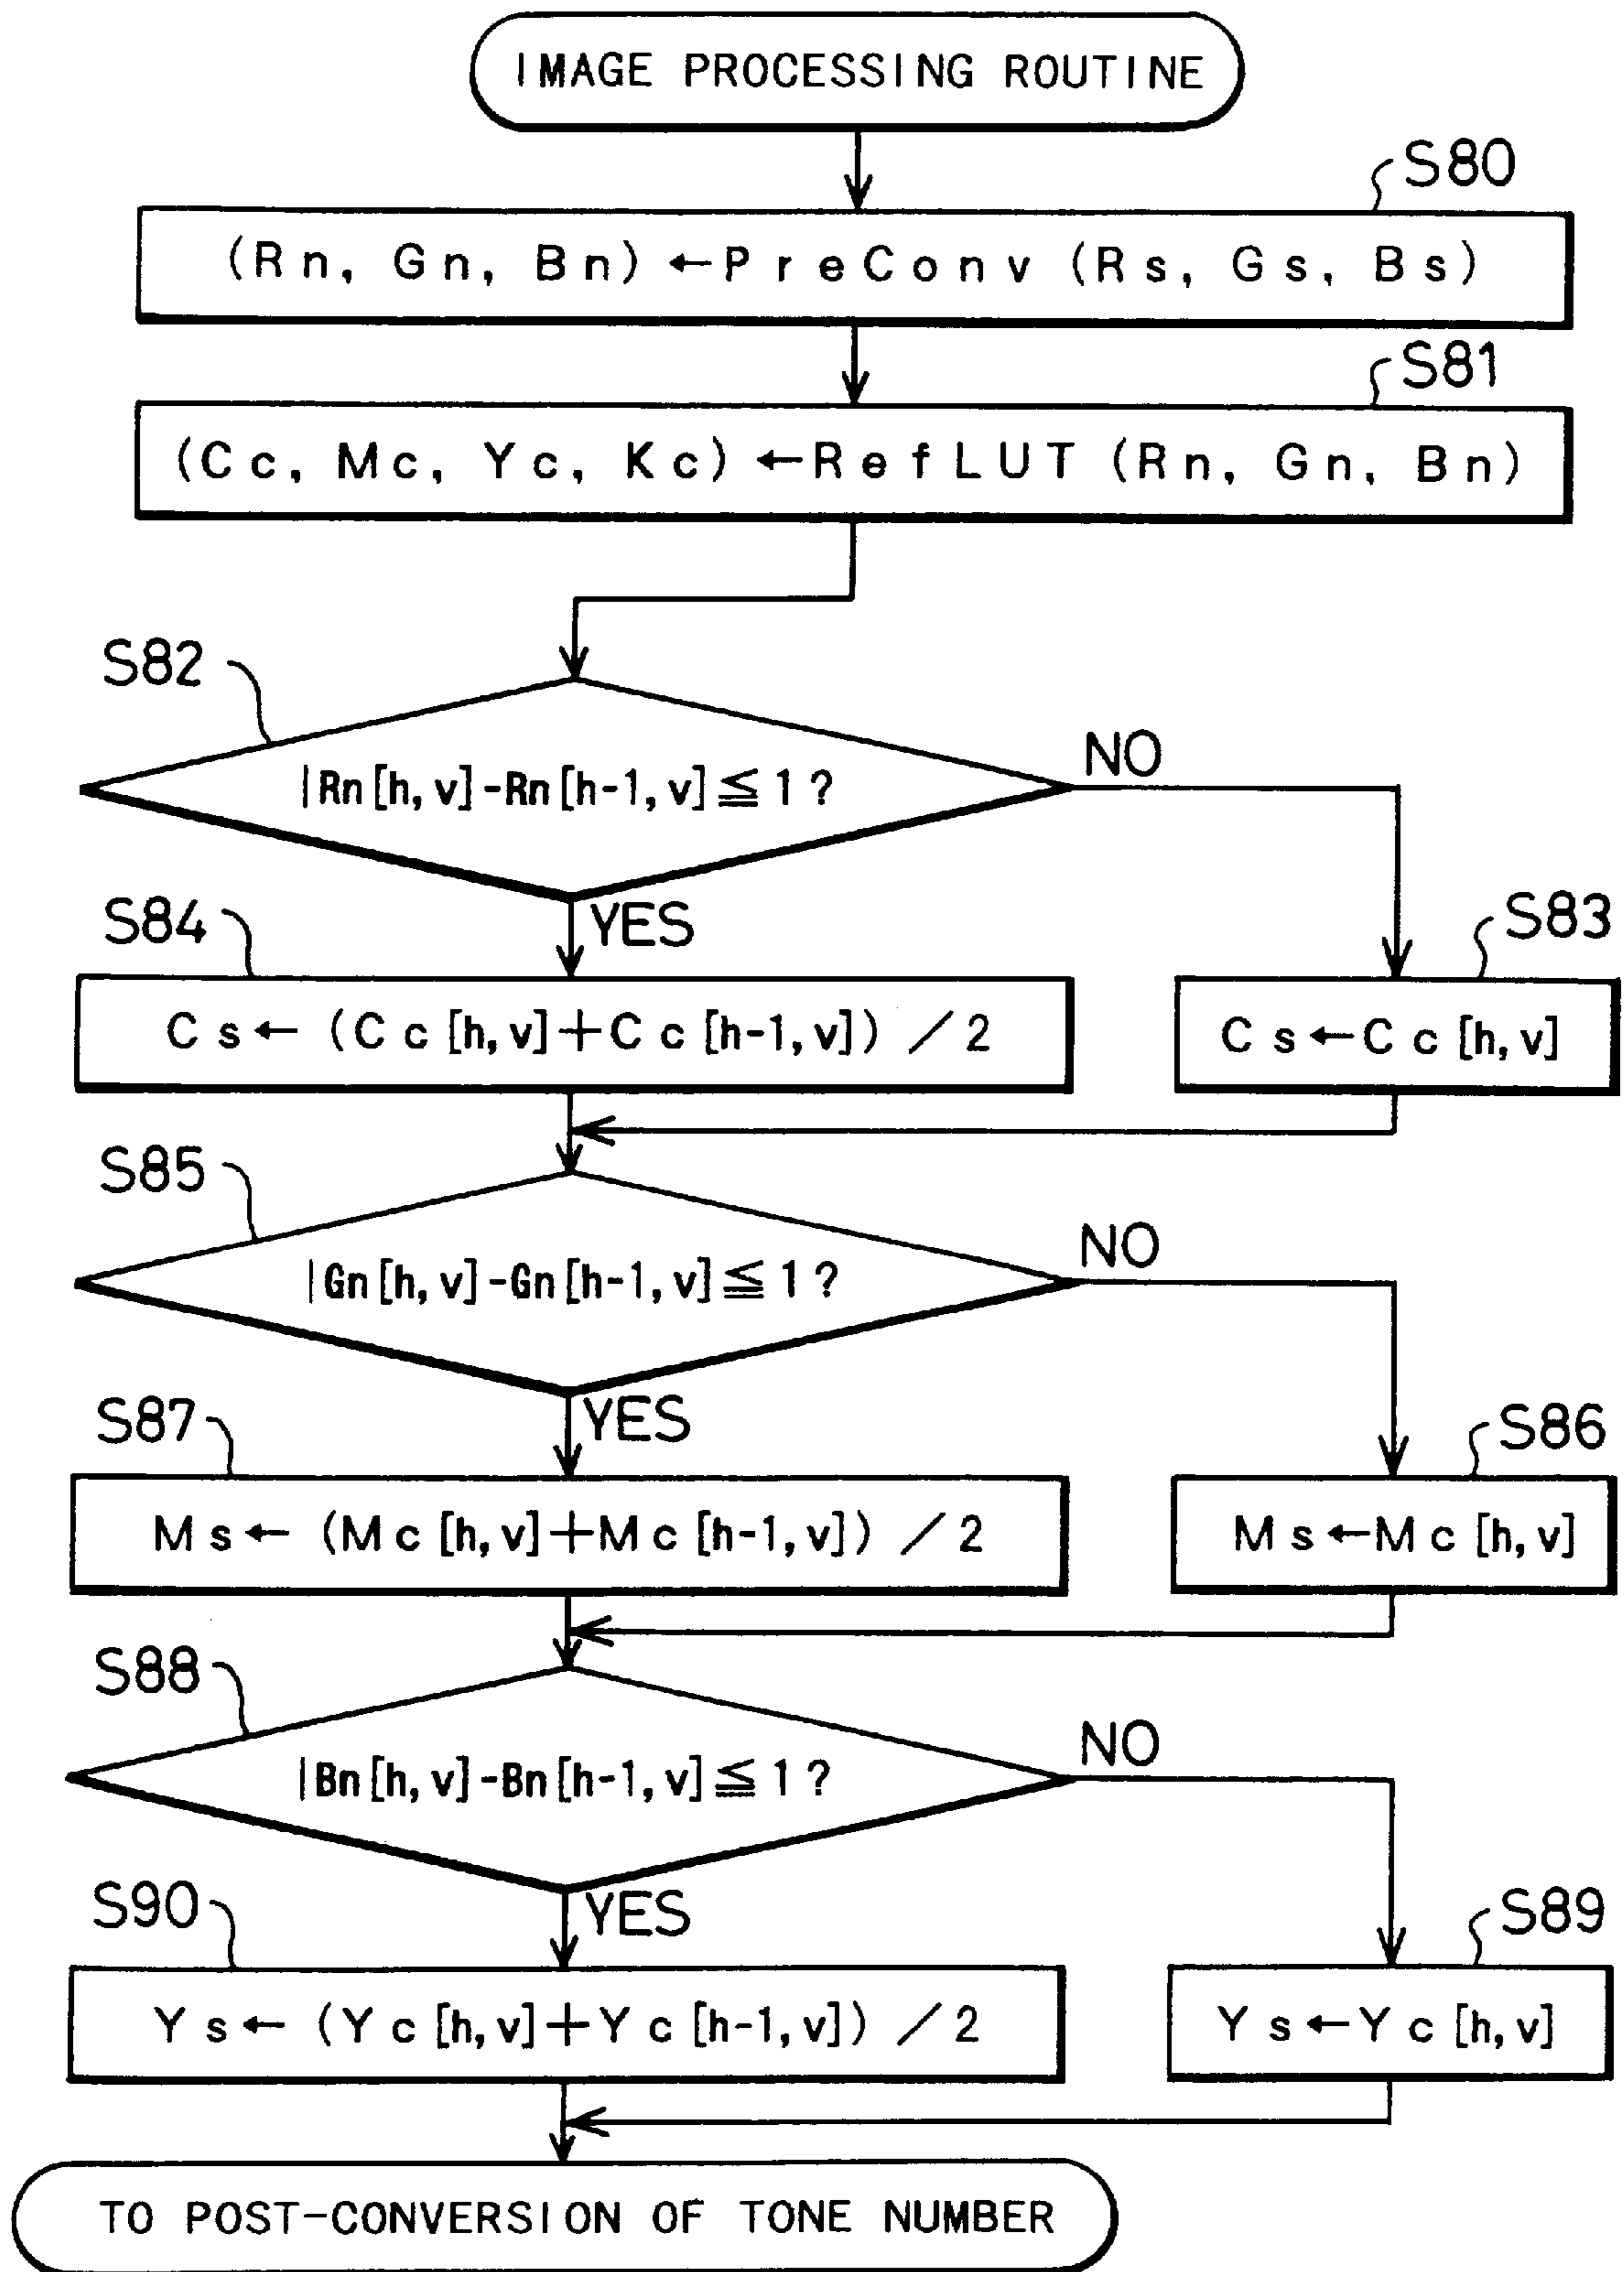 IMAGE PROCESSING ROUTINE
S80
(Rn, Gn, Bn) ←PreConv (Rs, Gs, Bs)
S81
(Cc, Mc, Yc, Kc) ←RefLUT (Rn, Gn, Bn)
S82
|Rn[h,v]-Rn[h-1,v]≦1?
NO
YES
S84
Cs← (Cc[h,v]+Cc[h-1,v]) /2
S83
Cs←Cc[h,v]
S85
|Gn[h,v]-Gn[h-1,v]≦1?
NO
YES
S87
Ms← (Mc[h,v]+Mc[h-1,v]) /2
S86
Ms←Mc[h,v]
S88
|Bn[h,v]-Bn[h-1,v]≦1?
NO
YES
S90
Ys← (Yc[h,v]+Yc[h-1,v]) /2
S89
Ys←Yc[h,v]
TO POST-CONVERSION OF TONE NUMBER